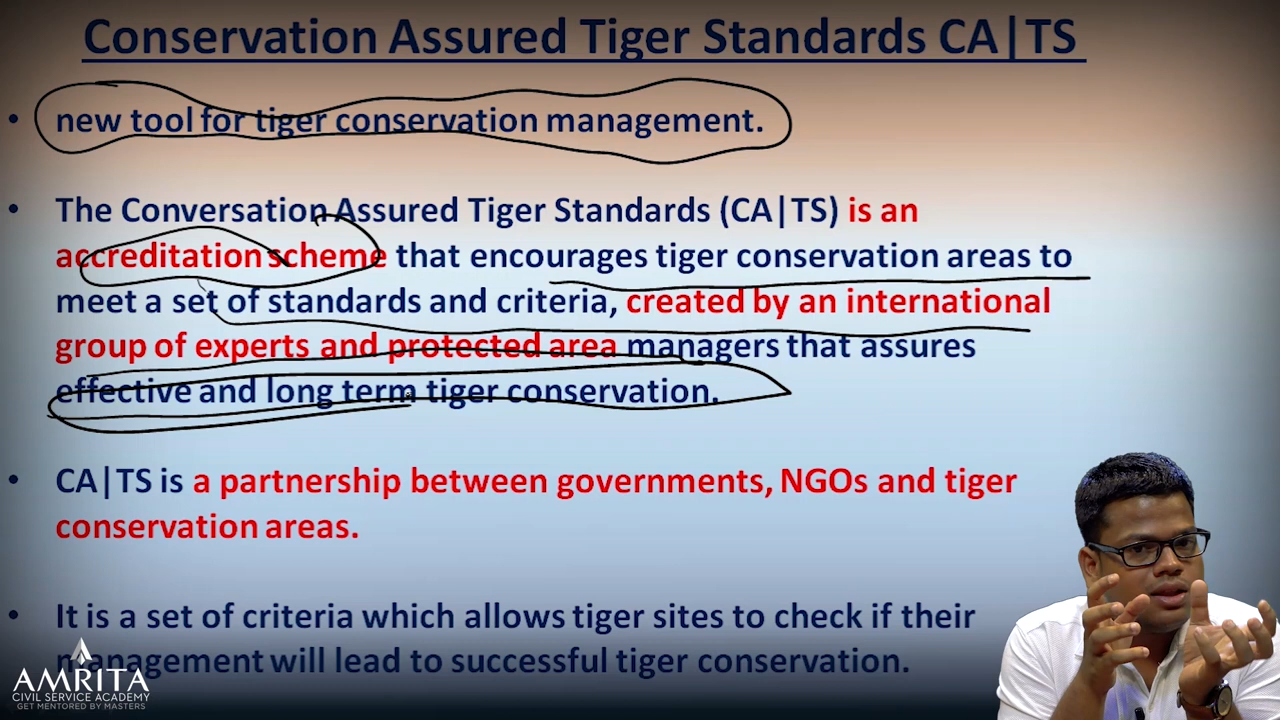 Conservation Assured Tiger Standards CA|TS
• new tool for tiger conservation management.
• The Conversation Assured Tiger Standards (CA|TS) is an
accreditation scheme that encourages tiger conservation areas to
meet a set of standards and criteria, created by an international
group of experts and protected area managers that assures
effective and long term tiger conservation.
• CA|TS is a partnership between governments, NGOs and tiger
conservation areas.
• It is a set of criteria which allows tiger sites to check if their
management will lead to successful tiger conservation.
AMRITA
CIVIL SERVICE ACADEMY
GET MENTORED BY MASTERS